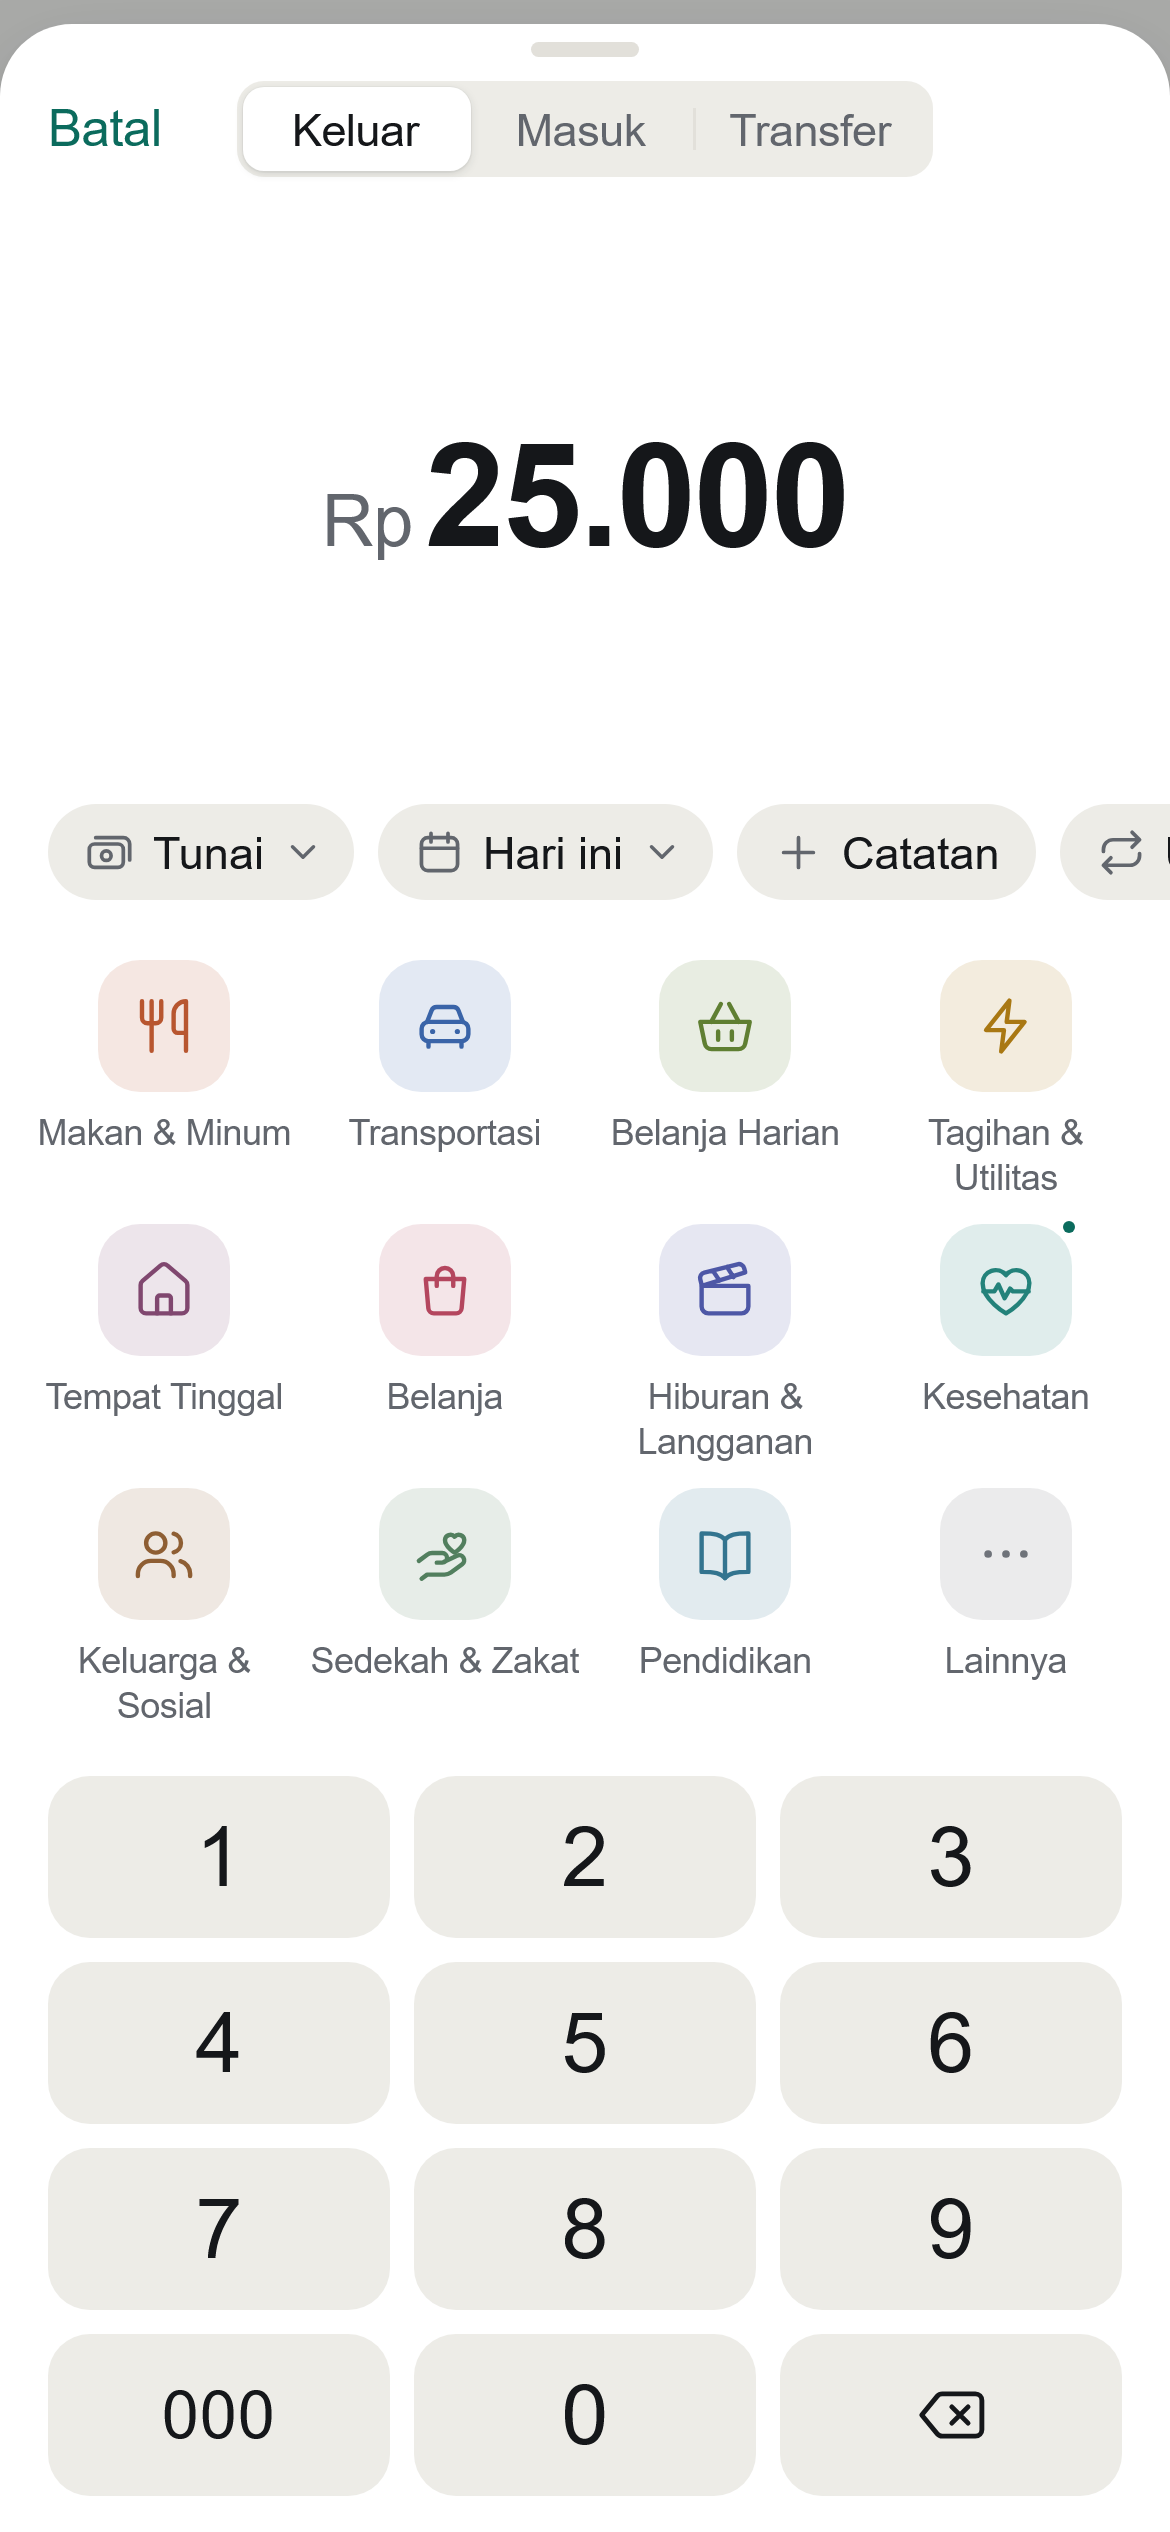 Batal
Keluar
Masuk
Transfer
Rp 25.000
Tunai
Hari ini
Catatan
Makan & Minum
Transportasi
Belanja Harian
Tagihan &
Utilitas
Tempat Tinggal
Belanja
Hiburan &
Langganan
Kesehatan
Keluarga &
Sosial
Sedekah & Zakat
Pendidikan
Lainnya
1
2
3
4
5
6
7
8
9
000
0